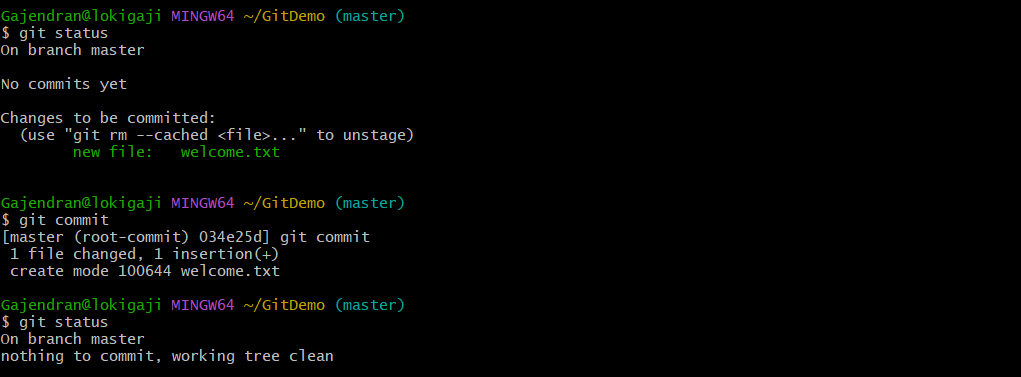 Gajendran@lokigaji MINGW64 ~/GitDemo (master)
$ git status
On branch master
No commits yet
Changes to be committed:
  (use "git rm --cached <file>..." to unstage)
        new file:   welcome.txt
Gajendran@lokigaji MINGW64 ~/GitDemo (master)
$ git commit
[master (root-commit) 034e25d] git commit
 1 file changed, 1 insertion(+)
 create mode 100644 welcome.txt
Gajendran@lokigaji MINGW64 ~/GitDemo (master)
$ git status
On branch master
nothing to commit, working tree clean